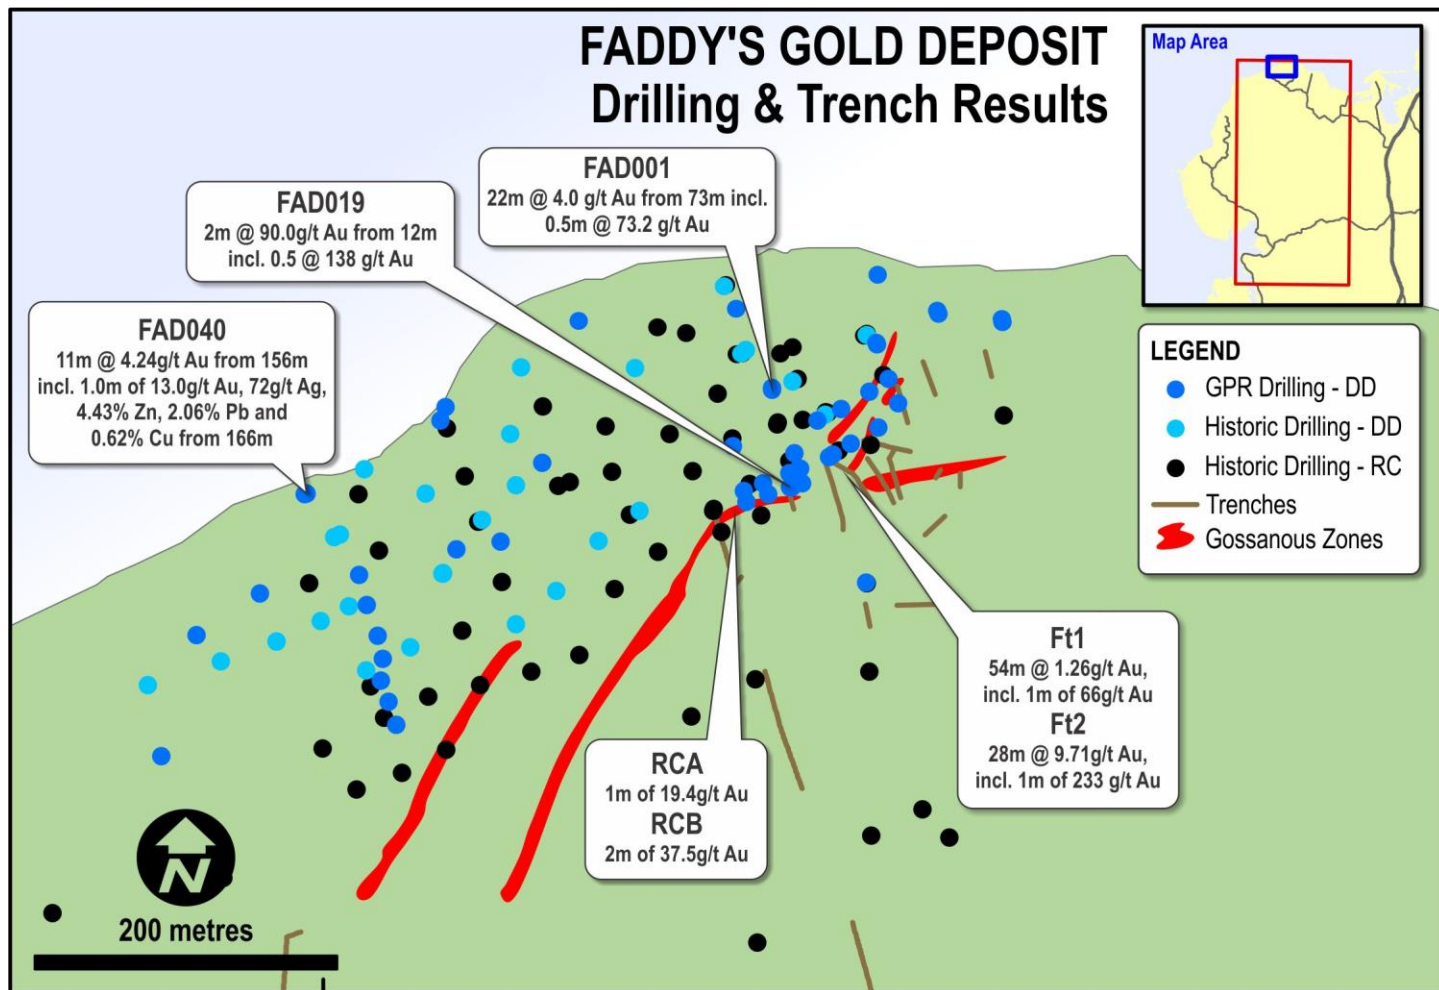 FADDY'S GOLD DEPOSIT
Drilling & Trench Results
Map Area
FAD001
22m @ 4.0 g/t Au from 73m incl.
0.5m @ 73.2 g/t Au
FAD019
2m @ 90.0g/t Au from 12m
incl. 0.5 @ 138 g/t Au
FAD040
11m @ 4.24g/t Au from 156m
incl. 1.0m of 13.0g/t Au, 72g/t Ag,
4.43% Zn, 2.06% Pb and
0.62% Cu from 166m
LEGEND
GPR Drilling - DD
Historic Drilling - DD
Historic Drilling - RC
Trenches
Gossanous Zones
Ft1
54m @ 1.26g/t Au,
incl. 1m of 66g/t Au
Ft2
28m @ 9.71g/t Au,
incl. 1m of 233 g/t Au
RCA
1m of 19.4g/t Au
RCB
2m of 37.5g/t Au
N
200 metres